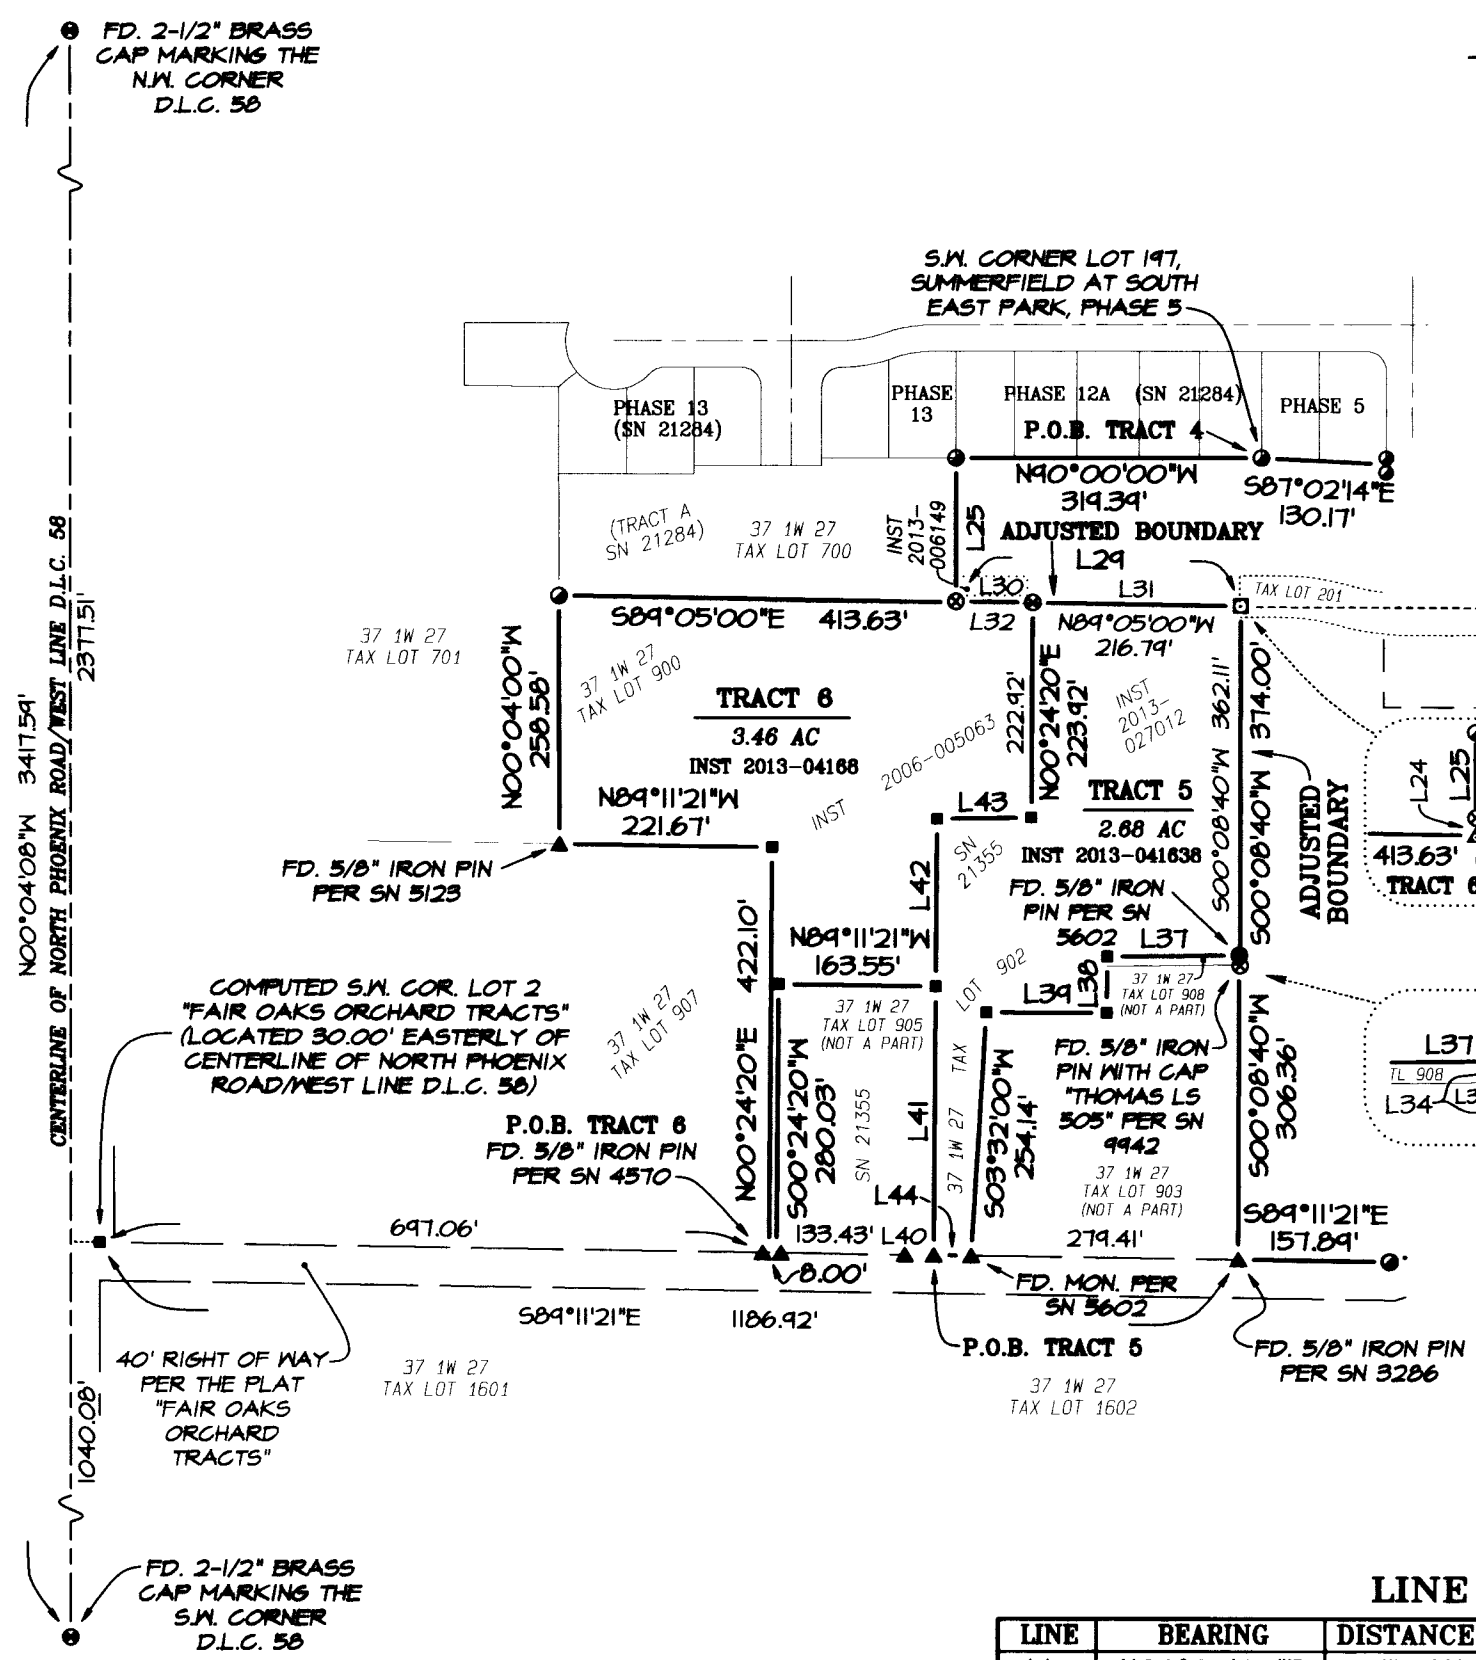 FD. 2-1/2" BRASS
CAP MARKING THE
N.W. CORNER
D.L.C. 58
S.W. CORNER LOT 197,
SUMMERFIELD AT SOUTH
EAST PARK, PHASE 5
PHASE 13
(SN 21284)
PHASE
13
PHASE 12A (SN 21284)
PHASE 5
P.O.B. TRACT 4
N90°00'00"W
319.39'
S87°02'14"E
130.17'
(TRACT A
SN 21284)
37 1W 27
TAX LOT 700
INST
2013-
006149
L25
ADJUSTED BOUNDARY
L29
L30
L31
TAX LOT 201
S89°05'00"E 413.63'
L32
N89°05'00"W
216.79'
37 1W 27
TAX LOT 701
N00°04'00"W
258.58'
37 1W 27
TAX LOT 900
TRACT 6
3.46 AC
INST 2013-04168
INST 2006-005063
222.92'
N00°24'20"E
223.92'
INST
2013-
027012
S00°08'40"W 362.11'
S00°08'40"W 374.00'
ADJUSTED
BOUNDARY
L24
L25
413.63'
TRACT 6
N89°11'21"W
221.67'
L43
TRACT 5
2.68 AC
INST 2013-041638
FD. 5/8" IRON PIN
PER SN 5123
L42
SN
21355
FD. 5/8" IRON
PIN PER SN
5602
L37
N00°04'08"W 3417.59'
CENTERLINE OF NORTH PHOENIX ROAD/WEST LINE D.L.C. 58
2377.51'
COMPUTED S.W. COR. LOT 2
"FAIR OAKS ORCHARD TRACTS"
(LOCATED 30.00' EASTERLY OF
CENTERLINE OF NORTH PHOENIX
ROAD/WEST LINE D.L.C. 58)
37 1W 27
TAX LOT 907
N00°24'20"E 422.10'
N89°11'21"W
163.55'
37 1W 27
TAX LOT 905
(NOT A PART)
37 1W 27 TAX LOT 902
L39
L38
37 1W 27
TAX LOT 908
(NOT A PART)
S00°24'20"W
280.03'
SN 21355
L41
S03°32'00"W
254.14'
FD. 5/8" IRON
PIN WITH CAP
"THOMAS LS
505" PER SN
9942
37 1W 27
TAX LOT 903
(NOT A PART)
S00°08'40"W
306.36'
L37
TL 908
L34
P.O.B. TRACT 6
FD. 5/8" IRON PIN
PER SN 4570
L44
697.06'
133.43'
L40
279.41'
S89°11'21"E
157.89'
8.00'
FD. MON. PER
SN 5602
S89°11'21"E 1186.92'
P.O.B. TRACT 5
FD. 5/8" IRON PIN
PER SN 3286
40' RIGHT OF WAY
PER THE PLAT
"FAIR OAKS
ORCHARD
TRACTS"
37 1W 27
TAX LOT 1601
37 1W 27
TAX LOT 1602
1040.08'
FD. 2-1/2" BRASS
CAP MARKING THE
S.W. CORNER
D.L.C. 58
LINE
LINE BEARING DISTANCE